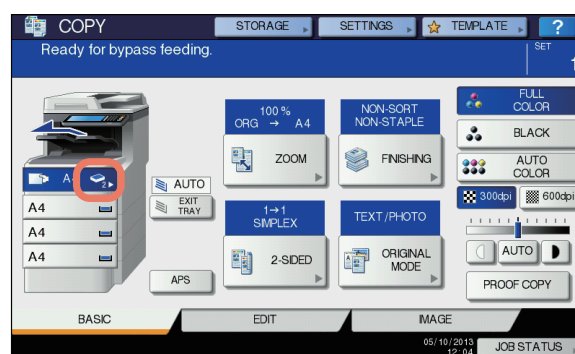 COPY
STORAGE
SETTINGS
TEMPLATE
?
Ready for bypass feeding.
SET
1
100 %
ORG → A4
ZOOM
NON-SORT
NON-STAPLE
FINISHING
FULL
COLOR
BLACK
AUTO
COLOR
300dpi
600dpi
A4
2
A4
A4
A4
AUTO
EXIT
TRAY
APS
1→1
SIMPLEX
2-SIDED
TEXT/PHOTO
ORIGINAL
MODE
AUTO
PROOF COPY
BASIC
EDIT
IMAGE
05/10/2013
12:04
JOB STATUS